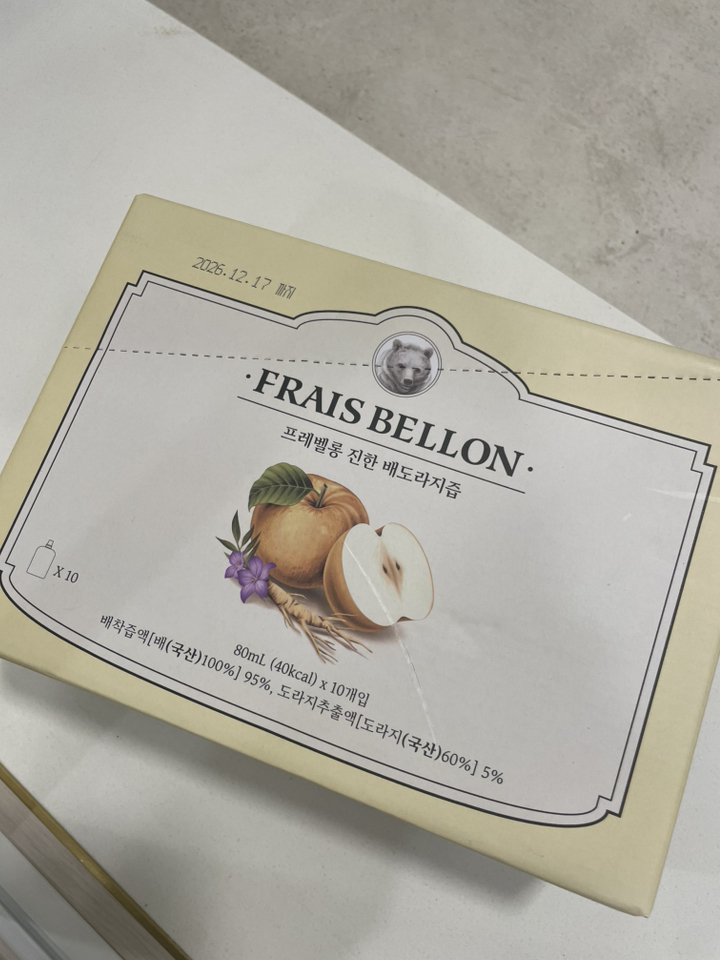 2026.12.17 까지
·FRAIS BELLON·
프레벨롱 진한 배도라지즙
X 10
80mL (40kcal) x 10개입
배착즙액[배(국산)100%] 95%, 도라지추출액[도라지(국산)60%] 5%